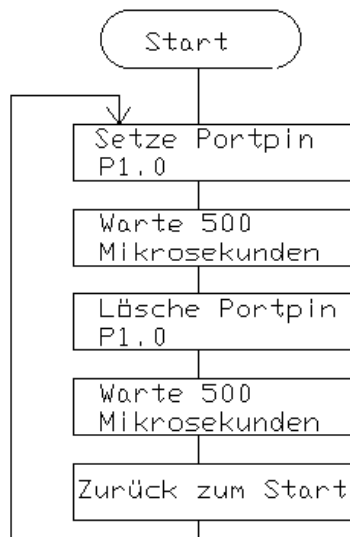 Start
Setze Portpin
P1.0
Warte 500
Mikrosekunden
Lösche Portpin
P1.0
Warte 500
Mikrosekunden
Zurück zum Start